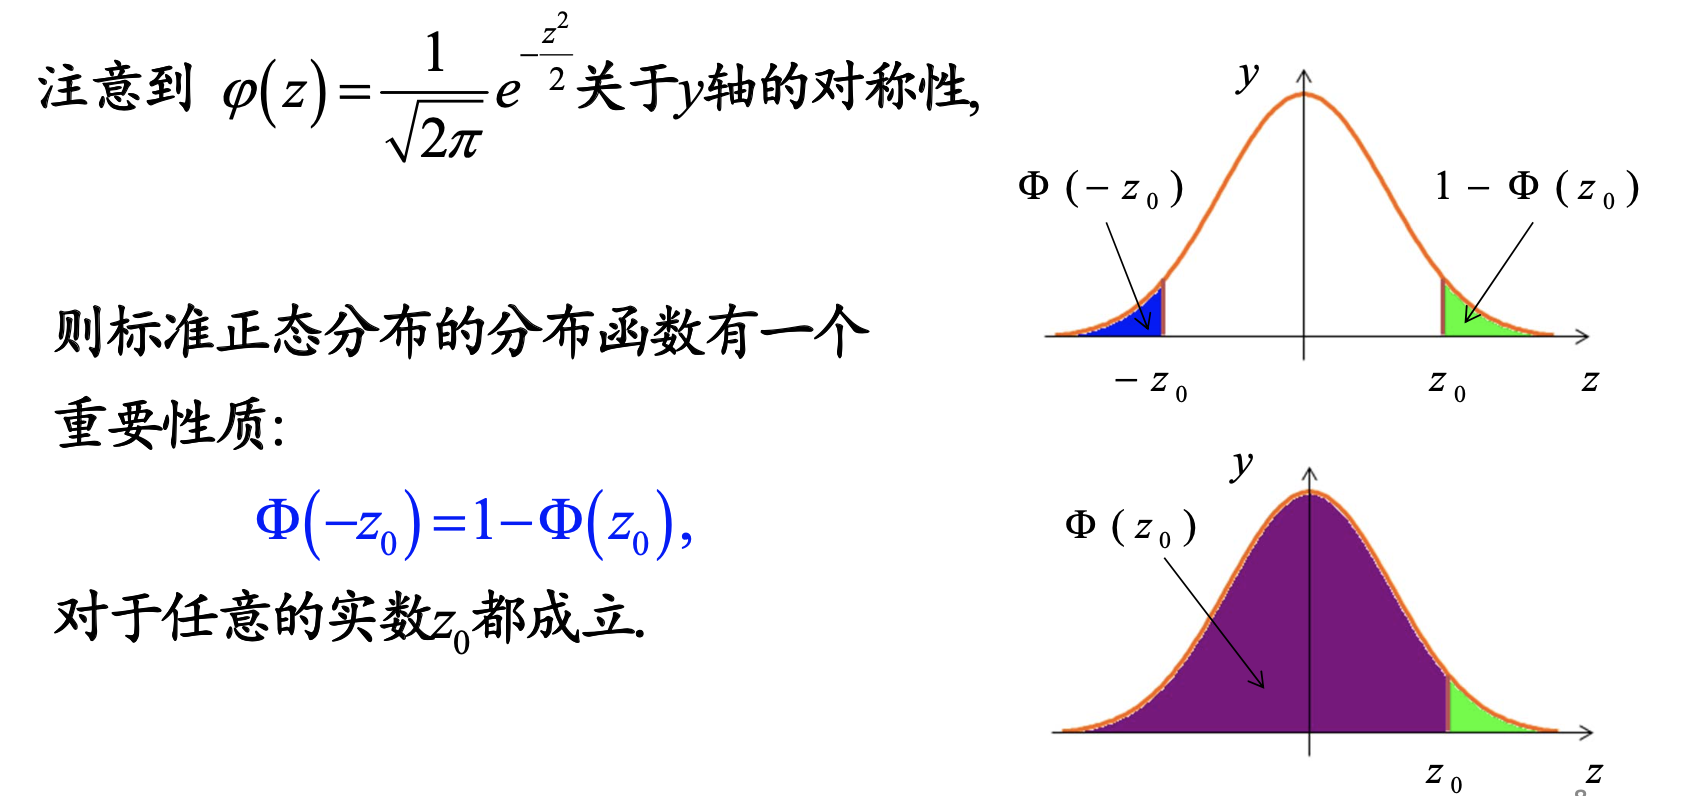 注意到 φ(z)=1/√(2π) e^(-z²/2) 关于y轴的对称性,
则标准正态分布的分布函数有一个
重要性质:
Φ(−z₀)=1−Φ(z₀),
对于任意的实数z₀都成立.
y
Φ(−z₀)
1−Φ(z₀)
−z₀
z₀
z
y
Φ(z₀)
z₀
z